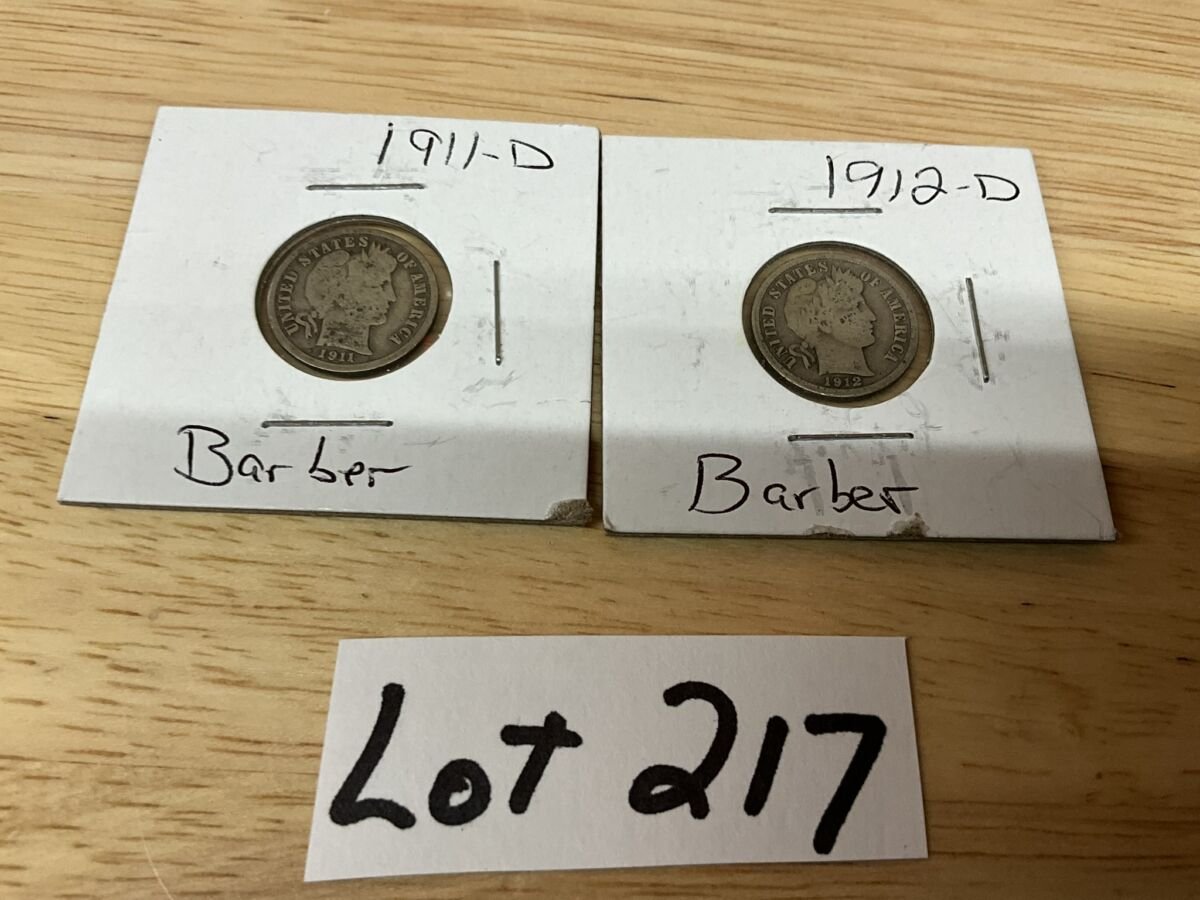 1911-D
UNITED STATES OF AMERICA
1911
Barber
1912-D
UNITED STATES OF AMERICA
1912
Barber
Lot 217